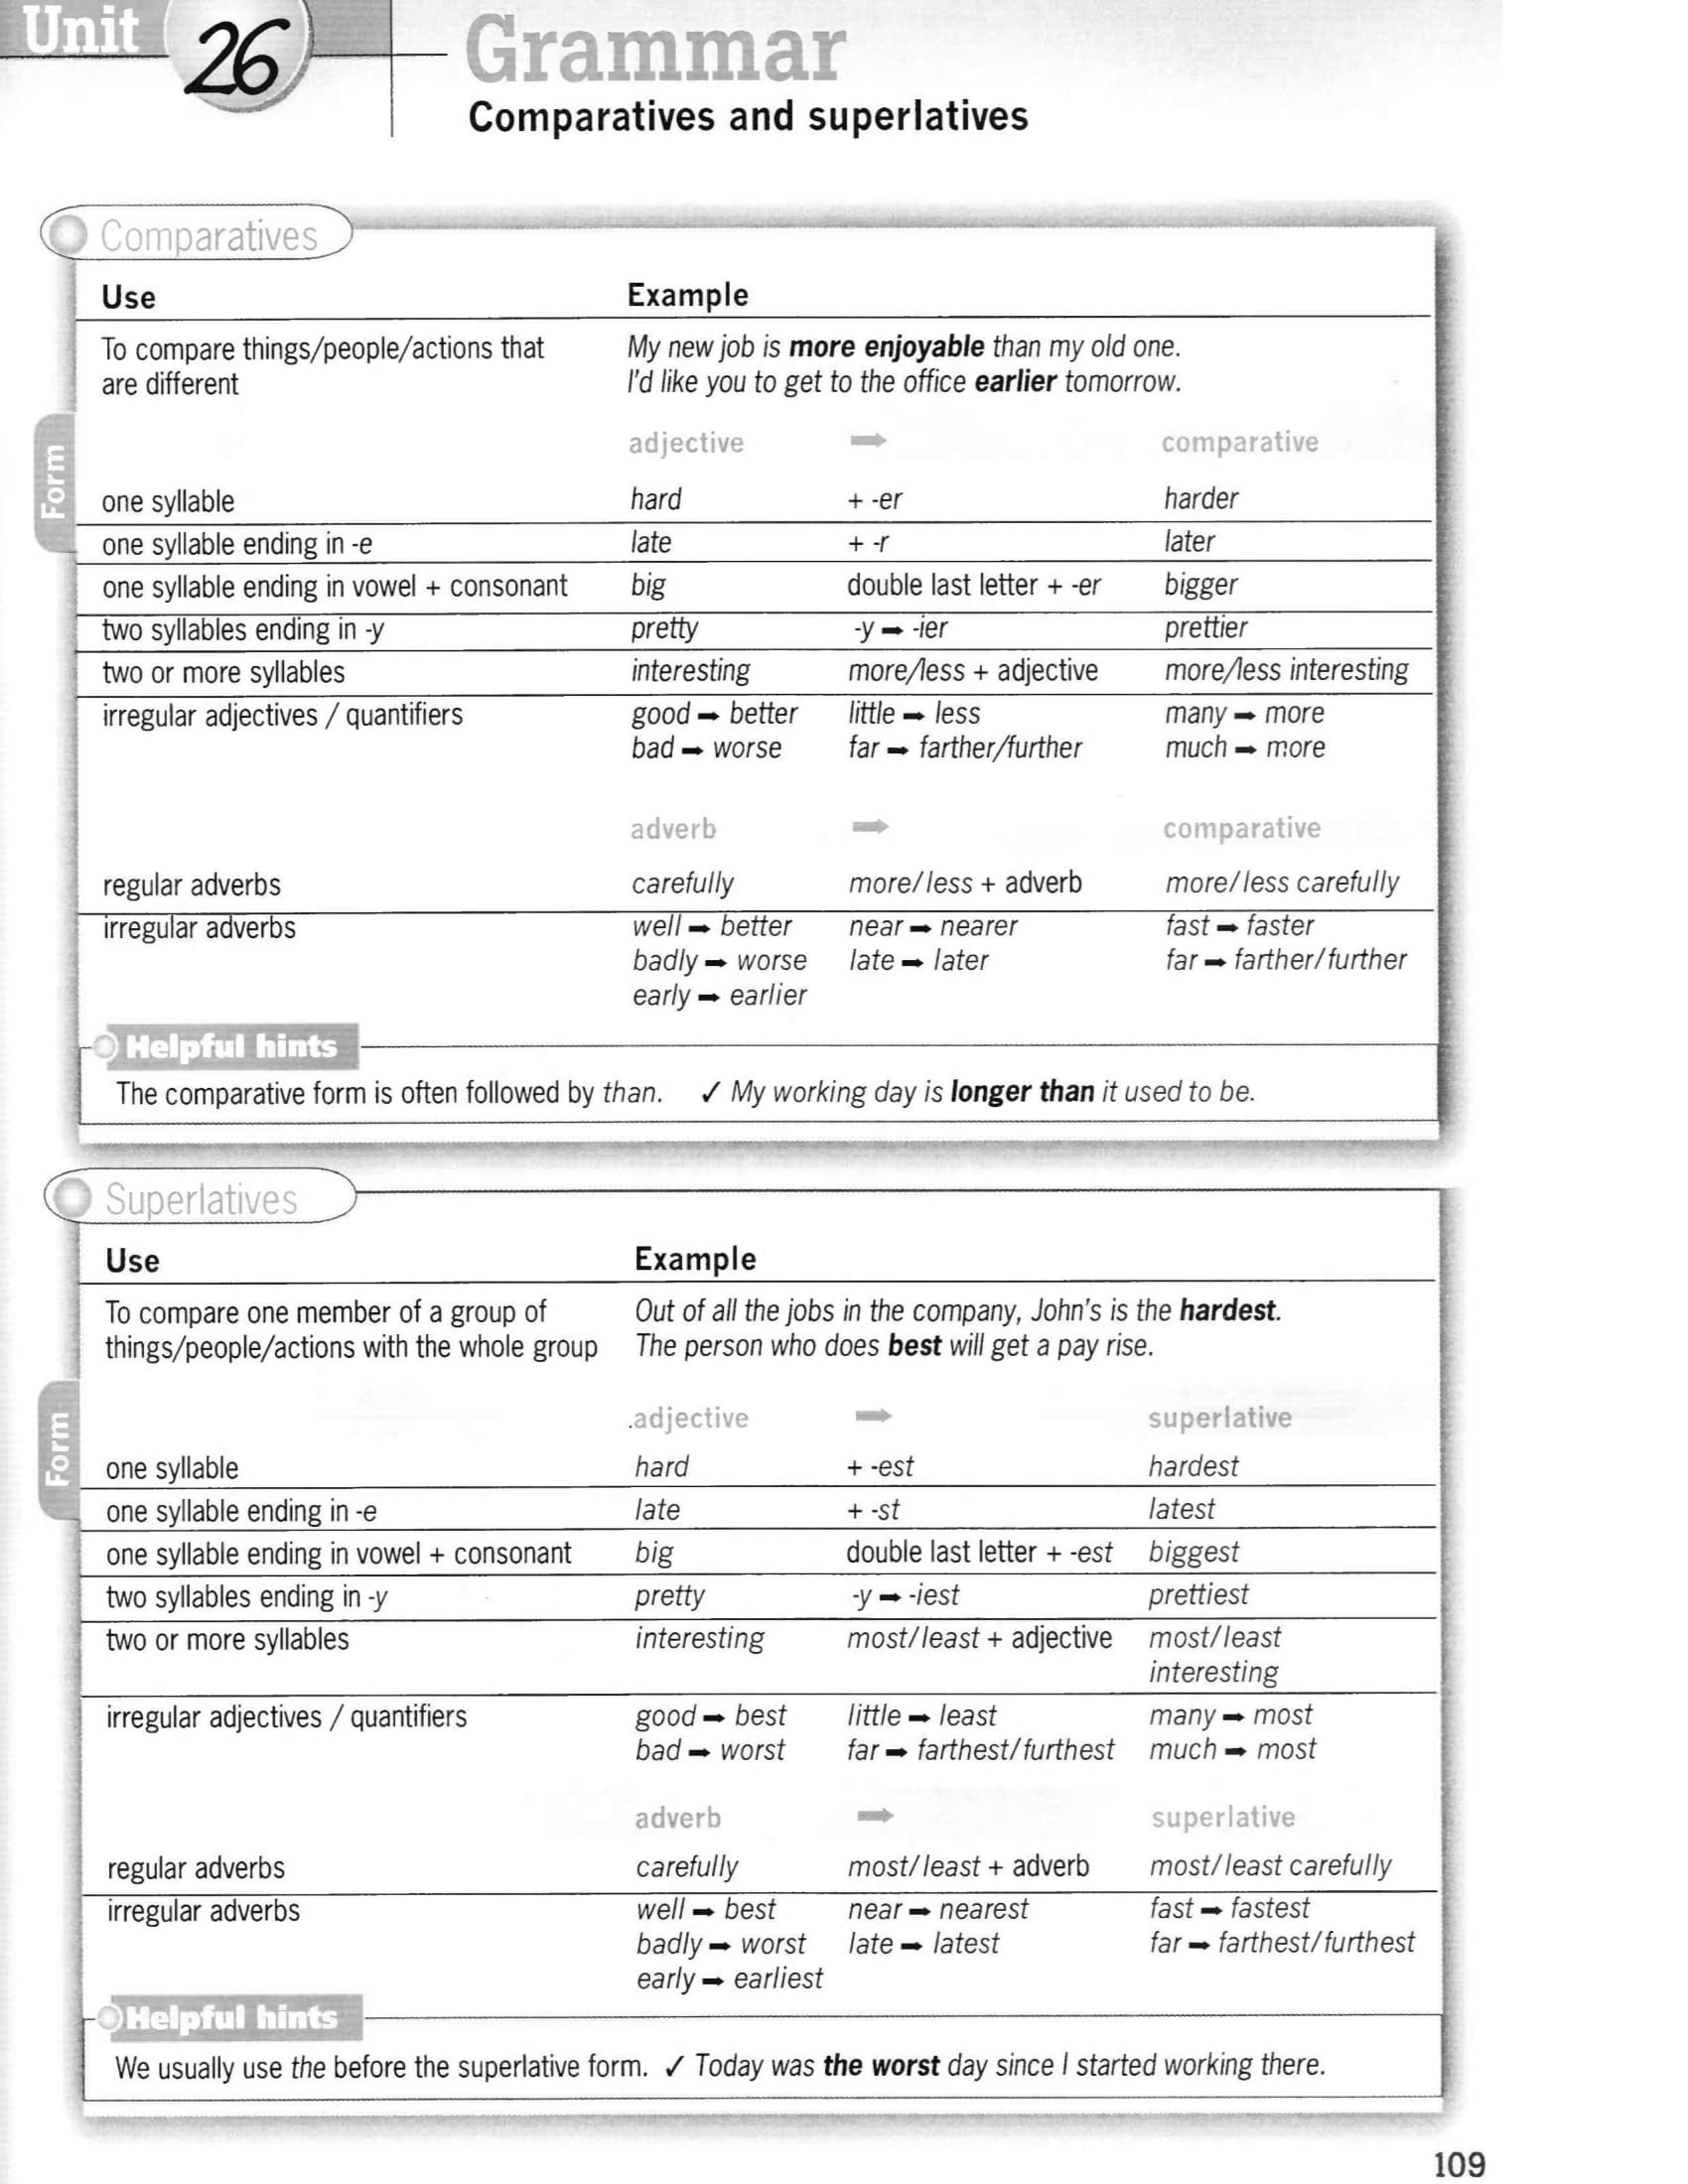 Unit 26 Grammar
Comparatives and superlatives
Comparatives
Use Example
To compare things/people/actions that My new job is more enjoyable than my old one.
are different I'd like you to get to the office earlier tomorrow.
Form
adjective ➡ comparative
one syllable hard + -er harder
one syllable ending in -e late + -r later
one syllable ending in vowel + consonant big double last letter + -er bigger
two syllables ending in -y pretty -y ➡ -ier prettier
two or more syllables interesting more/less + adjective more/less interesting
irregular adjectives / quantifiers good ➡ better little ➡ less many ➡ more
bad ➡ worse far ➡ farther/further much ➡ more
adverb ➡ comparative
regular adverbs carefully more/less + adverb more/less carefully
irregular adverbs well ➡ better near ➡ nearer fast ➡ faster
badly ➡ worse late ➡ later far ➡ farther/further
early ➡ earlier
Helpful hints
The comparative form is often followed by than. ✓ My working day is longer than it used to be.
Superlatives
Use Example
To compare one member of a group of Out of all the jobs in the company, John's is the hardest.
things/people/actions with the whole group The person who does best will get a pay rise.
Form
.adjective ➡ superlative
one syllable hard + -est hardest
one syllable ending in -e late + -st latest
one syllable ending in vowel + consonant big double last letter + -est biggest
two syllables ending in -y pretty -y ➡ -iest prettiest
two or more syllables interesting most/least + adjective most/least
interesting
irregular adjectives / quantifiers good ➡ best little ➡ least many ➡ most
bad ➡ worst far ➡ farthest/furthest much ➡ most
adverb ➡ superlative
regular adverbs carefully most/least + adverb most/least carefully
irregular adverbs well ➡ best near ➡ nearest fast ➡ fastest
badly ➡ worst late ➡ latest far ➡ farthest/furthest
early ➡ earliest
Helpful hints
We usually use the before the superlative form. ✓ Today was the worst day since I started working there.
109